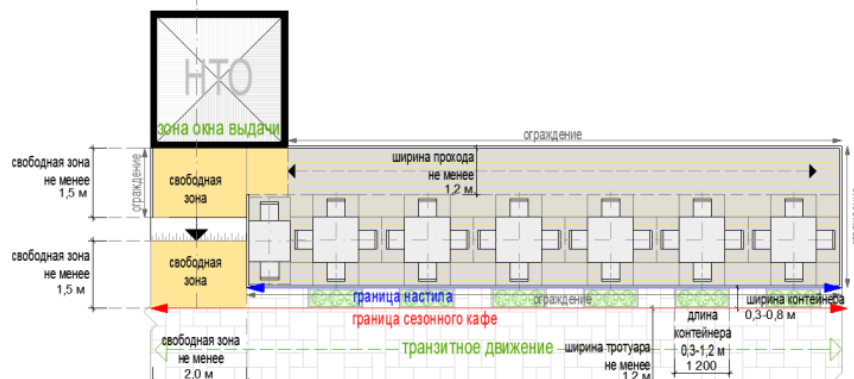 НТО
зона окна выдачи
ограждение
свободная зона
не менее
1,5 м
ограждение
свободная
зона
ширина прохода
не менее
1,2 м
свободная зона
не менее
1,5 м
свободная
зона
граница настила
ограждение
ширина контейнера
0,3-0,8 м
граница сезонного кафе
свободная зона
не менее
2,0 м
транзитное движение
ширина тротуара
не менее
1,2 м
длина
контейнера
0,3-1,2 м
1 200